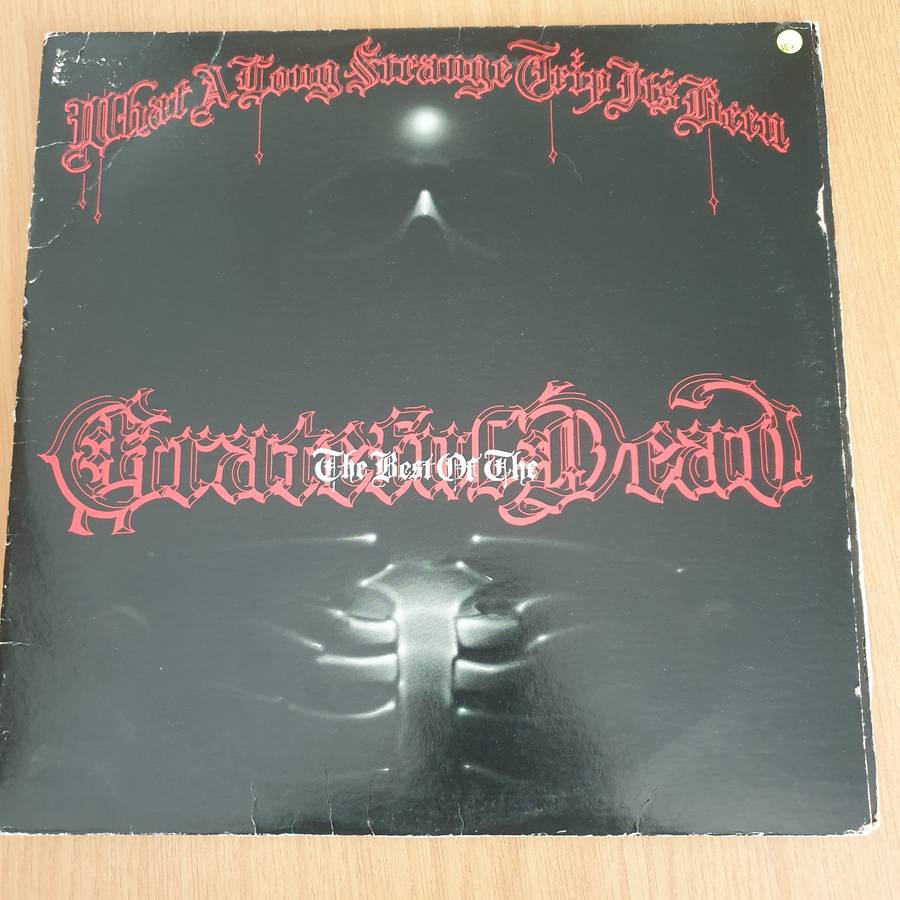 What A Long Strange Trip It's Been
The Best Of The
Grateful Dead